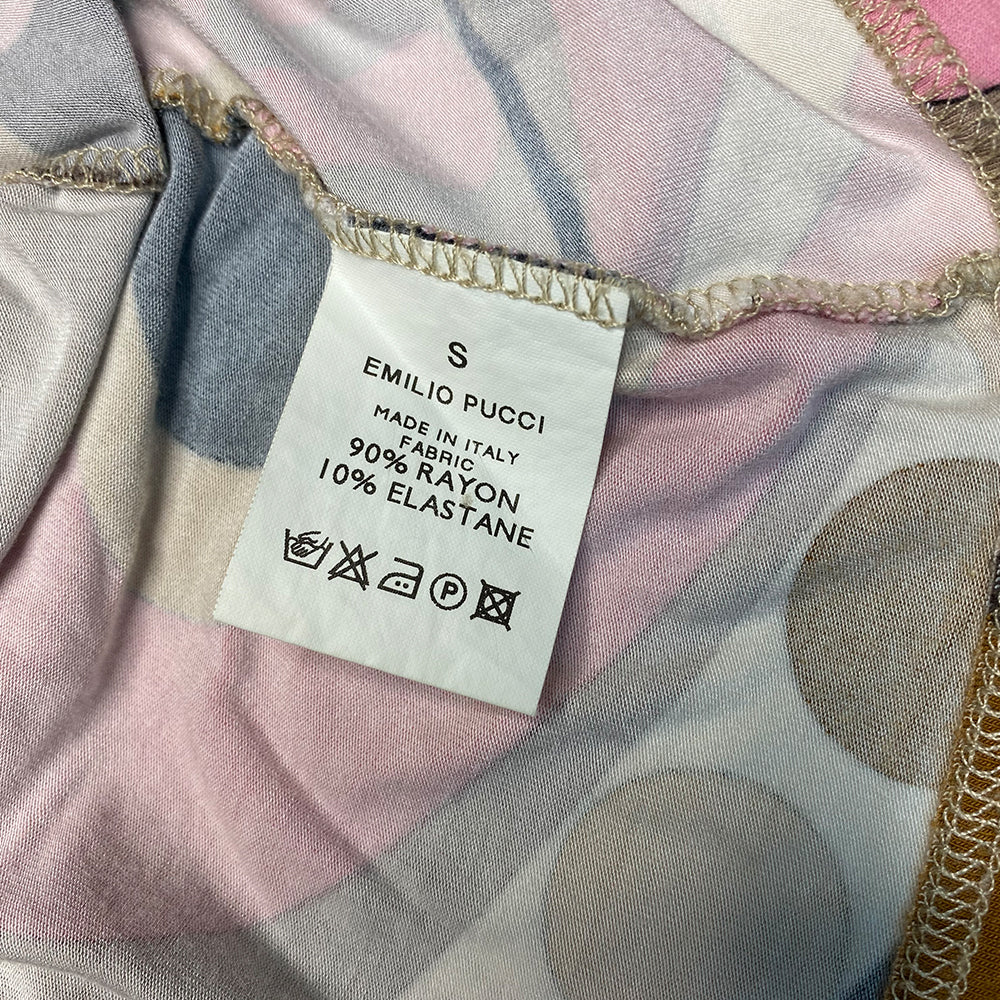 S
EMILIO PUCCI
MADE IN ITALY
FABRIC
90% RAYON
10% ELASTANE
P